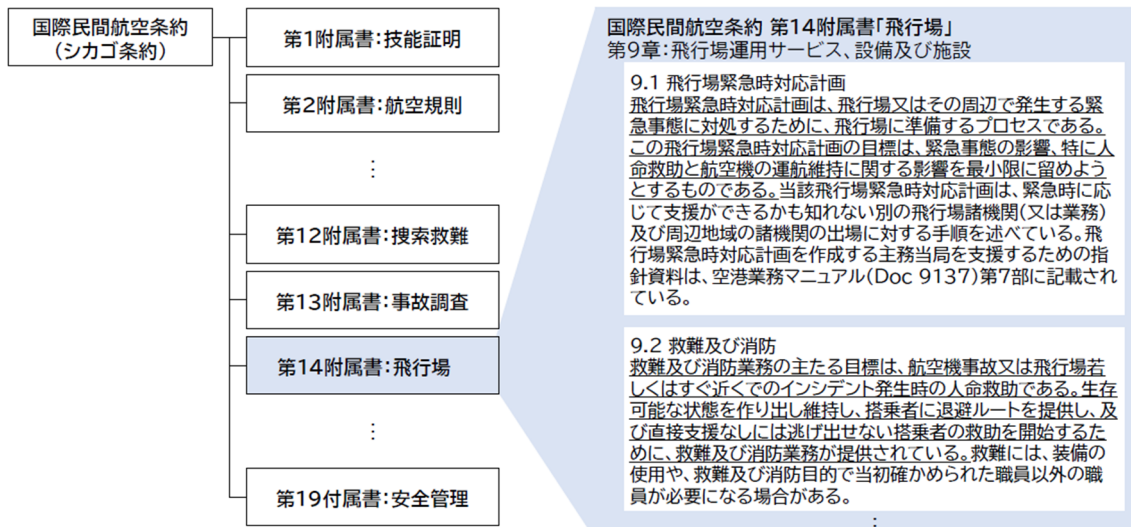 国際民間航空条約
(シカゴ条約)
第1附属書:技能証明
第2附属書:航空規則
⋮
第12附属書:捜索救難
第13附属書:事故調査
第14附属書:飛行場
⋮
第19付属書:安全管理
国際民間航空条約 第14附属書「飛行場」
第9章:飛行場運用サービス、設備及び施設
9.1 飛行場緊急時対応計画
飛行場緊急時対応計画は、飛行場又はその周辺で発生する緊
急事態に対処するために、飛行場に準備するプロセスである。
この飛行場緊急時対応計画の目標は、緊急事態の影響、特に人
命救助と航空機の運航維持に関する影響を最小限に留めよう
とするものである。当該飛行場緊急時対応計画は、緊急時に応
じて支援ができるかも知れない別の飛行場諸機関(又は業務)
及び周辺地域の諸機関の出場に対する手順を述べている。飛
行場緊急時対応計画を作成する主務当局を支援するための指
針資料は、空港業務マニュアル(Doc 9137)第7部に記載され
ている。
9.2 救難及び消防
救難及び消防業務の主たる目標は、航空機事故又は飛行場若
しくはすぐ近くでのインシデント発生時の人命救助である。生存
可能な状態を作り出し維持し、搭乗者に退避ルートを提供し、及
び直接支援なしには逃げ出せない搭乗者の救助を開始するた
めに、救難及び消防業務が提供されている。救難には、装備の
使用や、救難及び消防目的で当初確かめられた職員以外の職
員が必要になる場合がある。
⋮